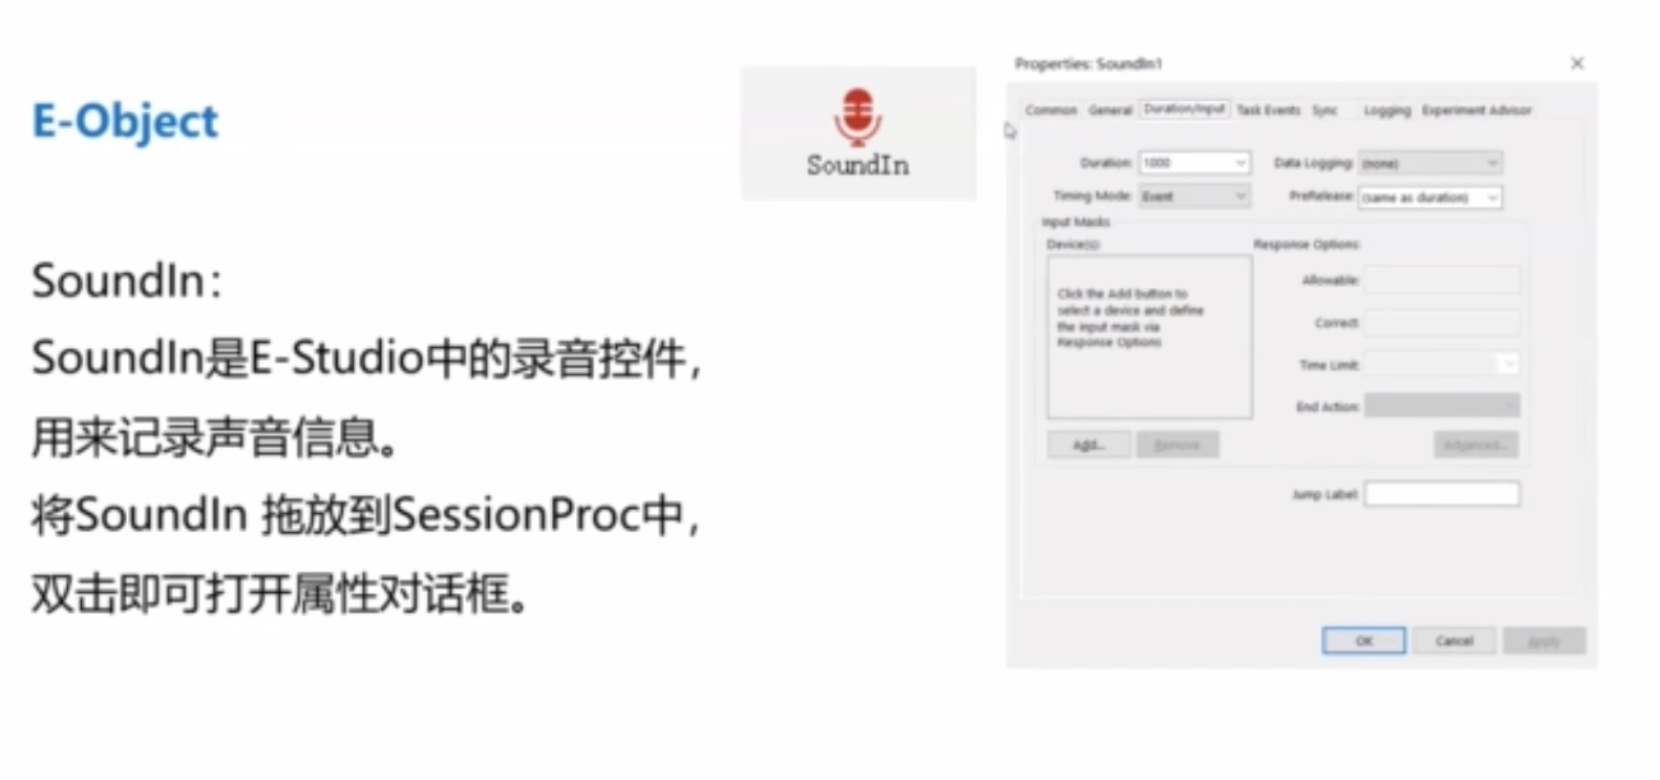 E-Object
SoundIn：
SoundIn是E-Studio中的录音控件，
用来记录声音信息。
将SoundIn 拖放到SessionProc中，
双击即可打开属性对话框。
SoundIn
Properties: SoundIn1
Common General Duration/Input Task Events Sync Logging Experiment Advisor
Duration: 1000 Data Logging: (none)
Timing Mode: Event PreRelease: (same as duration)
Input Masks
Device(s): Response Options:
Click the Add button to
select a device and define
the input mask via
Response Options
Allowable:
Correct:
Time Limit:
End Action:
Add... Remove Advanced...
Jump Label:
OK Cancel Apply